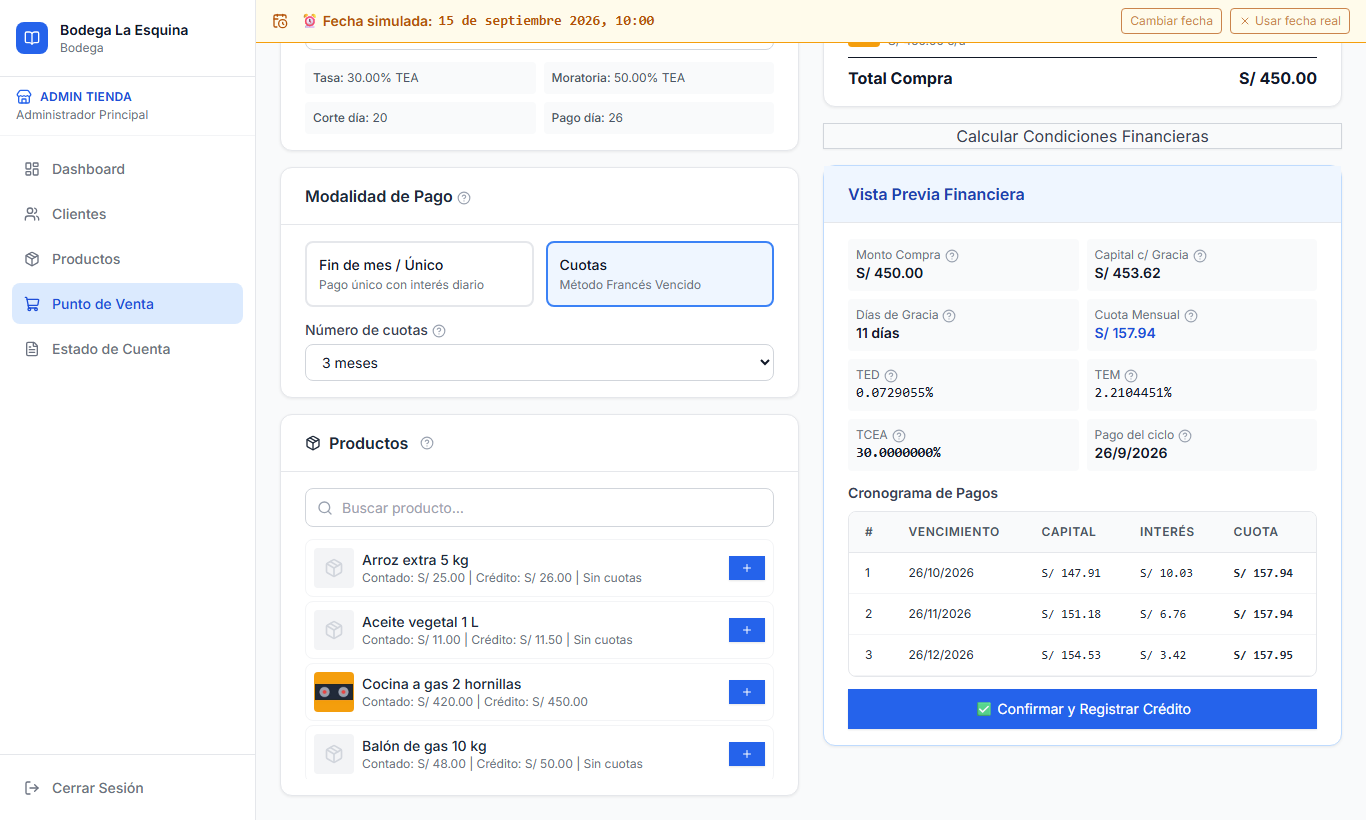 Bodega La Esquina
Bodega
ADMIN TIENDA
Administrador Principal
Dashboard
Clientes
Productos
Punto de Venta
Estado de Cuenta
Cerrar Sesión
⏰ Fecha simulada: 15 de septiembre 2026, 10:00
Cambiar fecha
× Usar fecha real
Tasa: 30.00% TEA
Moratoria: 50.00% TEA
Corte día: 20
Pago día: 26
Modalidad de Pago
Fin de mes / Único
Pago único con interés diario
Cuotas
Método Francés Vencido
Número de cuotas
3 meses
Productos
Buscar producto...
Arroz extra 5 kg
Contado: S/ 25.00 | Crédito: S/ 26.00 | Sin cuotas
+
Aceite vegetal 1 L
Contado: S/ 11.00 | Crédito: S/ 11.50 | Sin cuotas
+
Cocina a gas 2 hornillas
Contado: S/ 420.00 | Crédito: S/ 450.00
+
Balón de gas 10 kg
Contado: S/ 48.00 | Crédito: S/ 50.00 | Sin cuotas
+
Total Compra S/ 450.00
Calcular Condiciones Financieras
Vista Previa Financiera
Monto Compra
S/ 450.00
Capital c/ Gracia
S/ 453.62
Días de Gracia
11 días
Cuota Mensual
S/ 157.94
TED
0.0729055%
TEM
2.2104451%
TCEA
30.0000000%
Pago del ciclo
26/9/2026
Cronograma de Pagos
# VENCIMIENTO CAPITAL INTERÉS CUOTA
1 26/10/2026 S/ 147.91 S/ 10.03 S/ 157.94
2 26/11/2026 S/ 151.18 S/ 6.76 S/ 157.94
3 26/12/2026 S/ 154.53 S/ 3.42 S/ 157.95
✅ Confirmar y Registrar Crédito